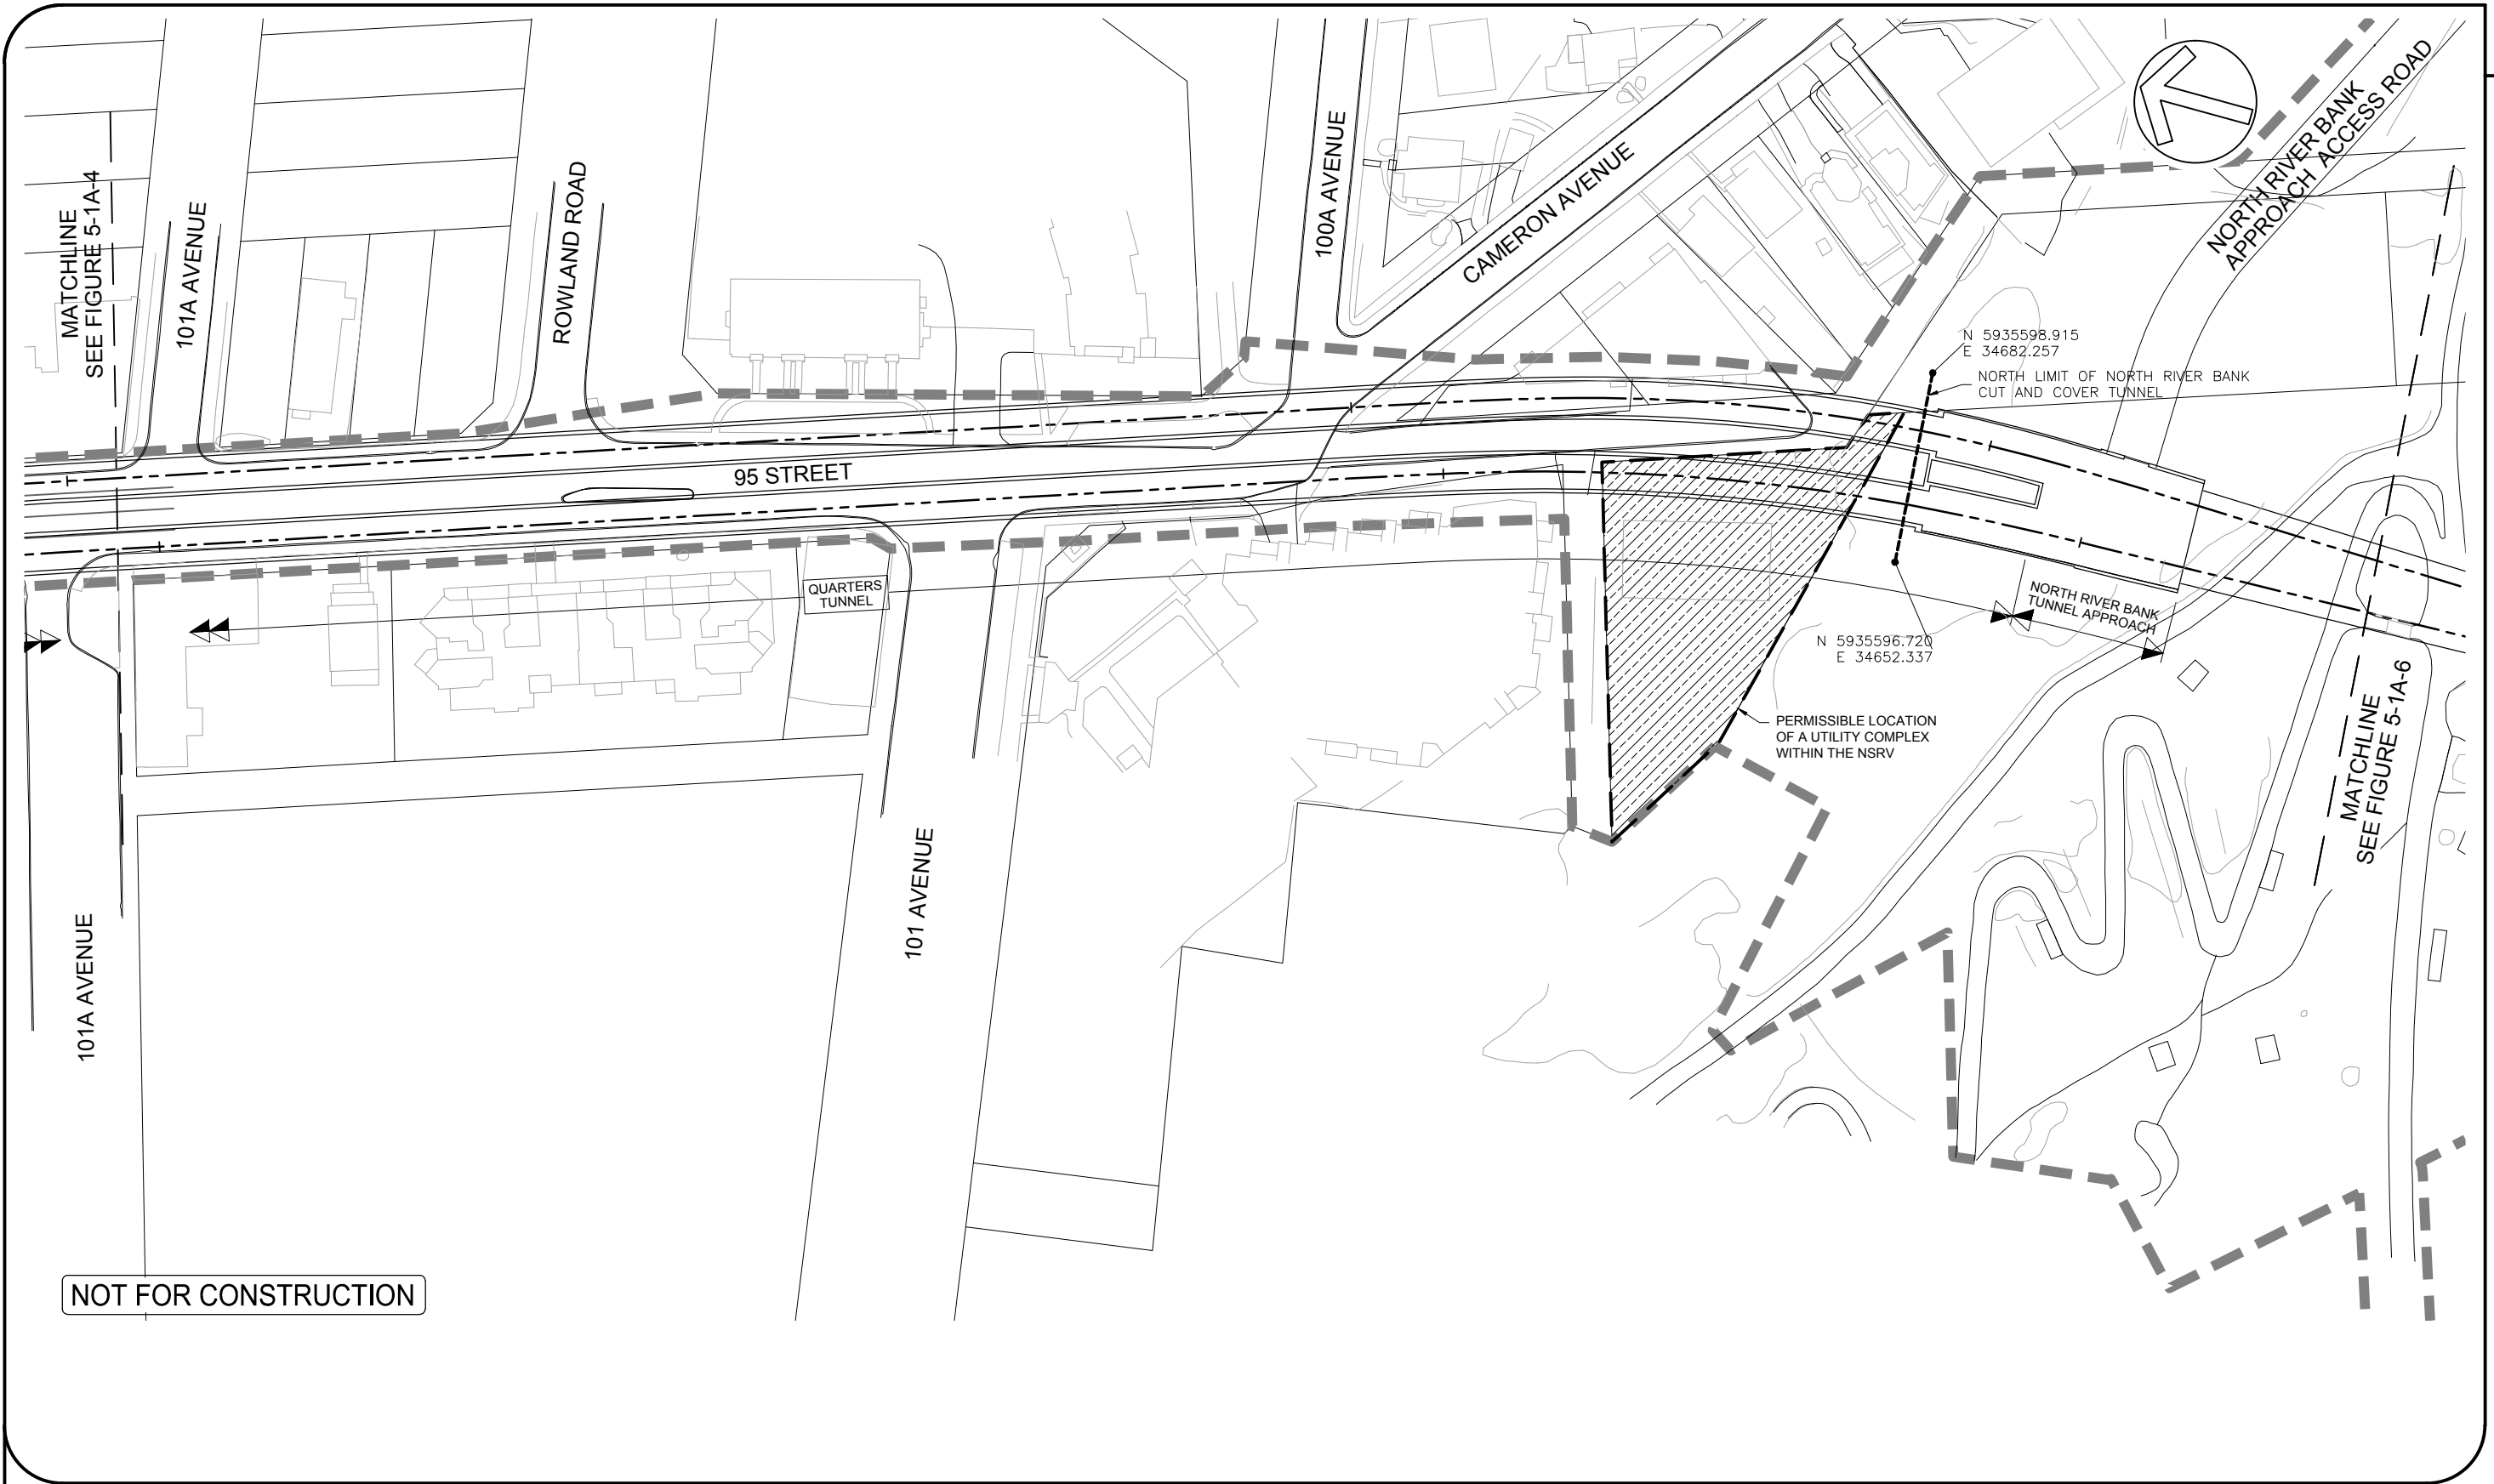 MATCHLINE
SEE FIGURE 5-1A-4
101A AVENUE
ROWLAND ROAD
100A AVENUE
CAMERON AVENUE
NORTH RIVER BANK
APPROACH ACCESS ROAD
N 5935598.915
E 34682.257
NORTH LIMIT OF NORTH RIVER BANK
CUT AND COVER TUNNEL
95 STREET
QUARTERS
TUNNEL
NORTH RIVER BANK
TUNNEL APPROACH
N 5935596.720
E 34652.337
PERMISSIBLE LOCATION
OF A UTILITY COMPLEX
WITHIN THE NSRV
MATCHLINE
SEE FIGURE 5-1A-6
101 AVENUE
101A AVENUE
NOT FOR CONSTRUCTION